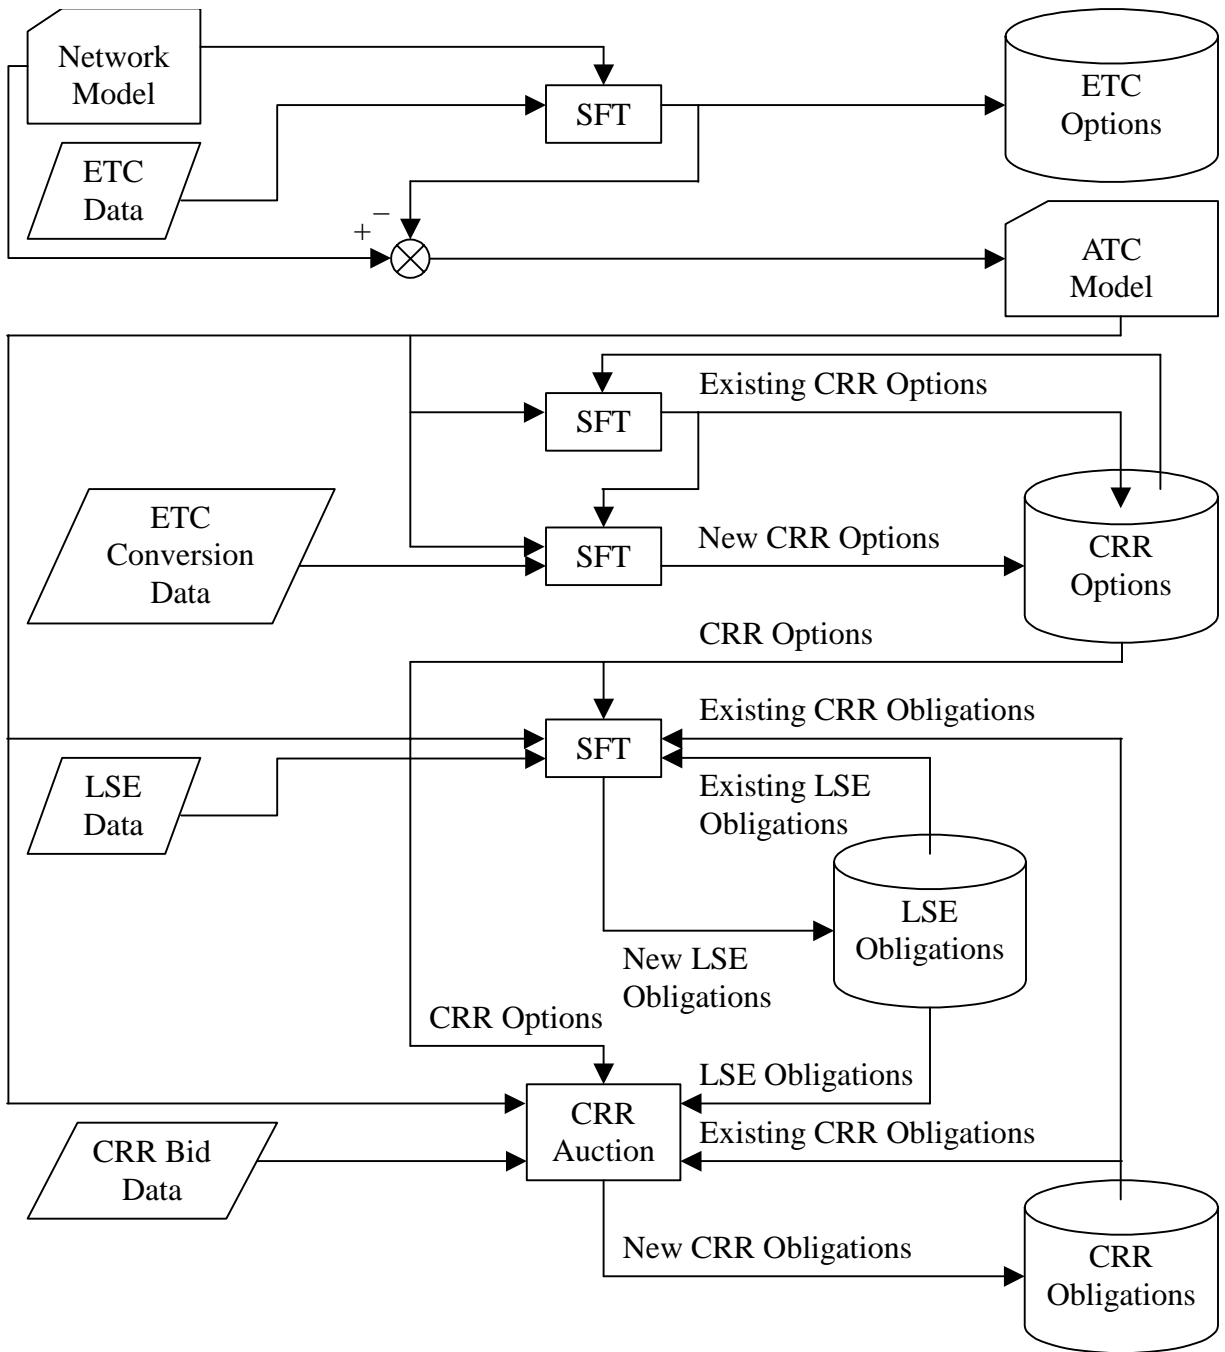 Network
Model
SFT
ETC
Options
ETC
Data
+
−
ATC
Model
Existing CRR Options
SFT
ETC
Conversion
Data
SFT
New CRR Options
CRR
Options
CRR Options
Existing CRR Obligations
SFT
LSE
Data
Existing LSE
Obligations
LSE
Obligations
New LSE
Obligations
CRR Options
LSE Obligations
CRR
Auction
Existing CRR Obligations
CRR Bid
Data
New CRR Obligations
CRR
Obligations